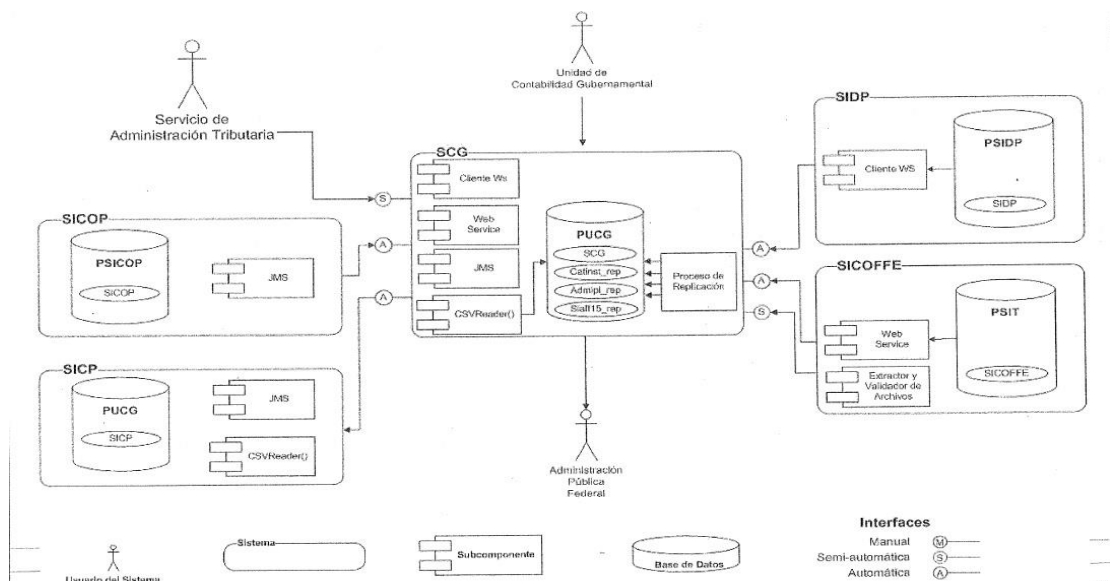 Unidad de
Contabilidad Gubernamental
Servicio de
Administración Tributaria
SCG
Cliente Ws
Web
Service
JMS
CSVReader()
PUCG
SCG
Catinst_rep
Admipl_rep
Siaff15_rep
Proceso de
Replicación
S
A
A
A
A
S
SICOP
PSICOP
SICOP
JMS
SICP
PUCG
SICP
JMS
CSVReader()
SIDP
Cliente WS
PSIDP
SIDP
SICOFFE
Web
Service
Extractor y
Validador de
Archivos
PSIT
SICOFFE
Administración
Pública
Federal
Usuario del Sistema
Sistema
Subcomponente
Base de Datos
Interfaces
Manual M
Semi-automática S
Automática A